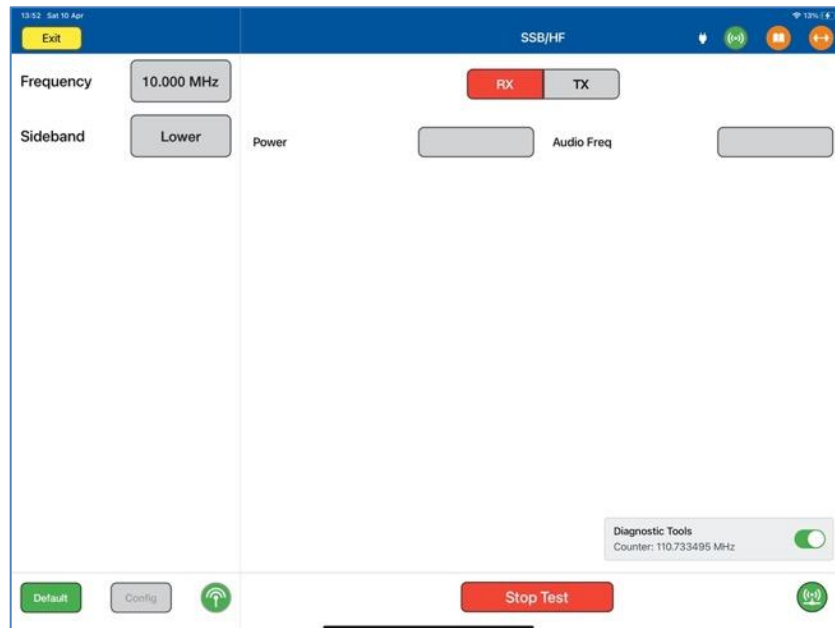 13:52 Sat 10 Apr
13%
Exit
SSB/HF
Frequency
10.000 MHz
RX
TX
Sideband
Lower
Power
Audio Freq
Diagnostic Tools
Counter: 110.733495 MHz
Default
Config
Stop Test